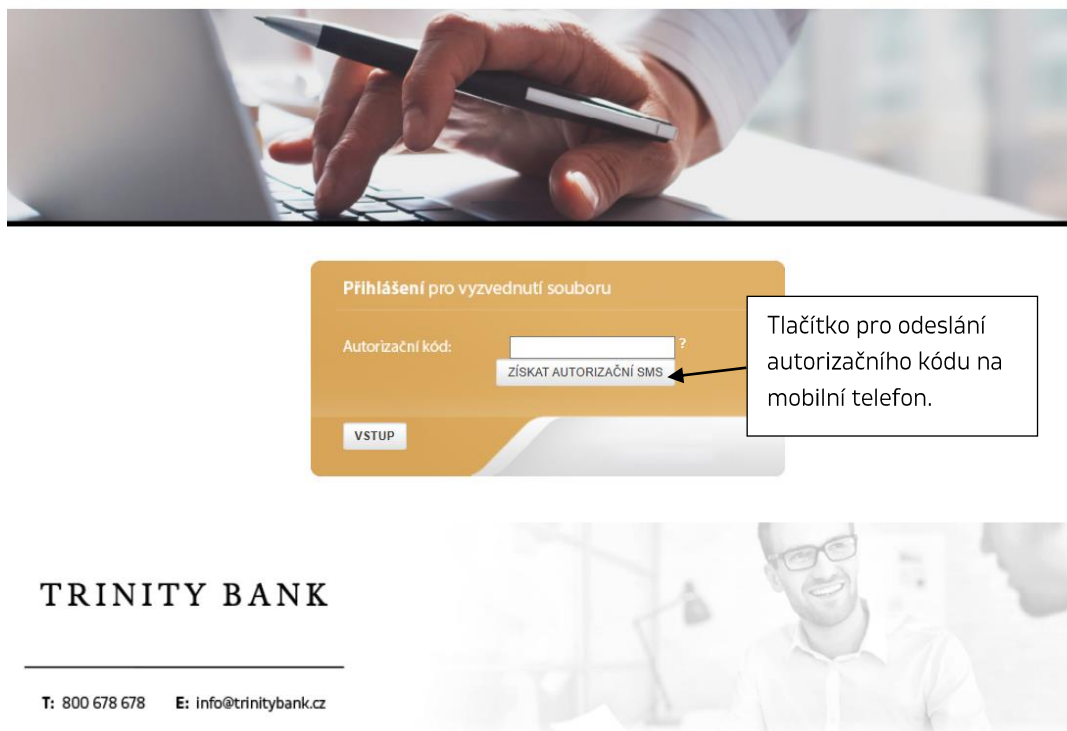 Přihlášení pro vyzvednutí souboru
Autorizační kód:
?
ZÍSKAT AUTORIZAČNÍ SMS
Tlačítko pro odeslání
autorizačního kódu na
mobilní telefon.
VSTUP
TRINITY BANK
T: 800 678 678 E: info@trinitybank.cz